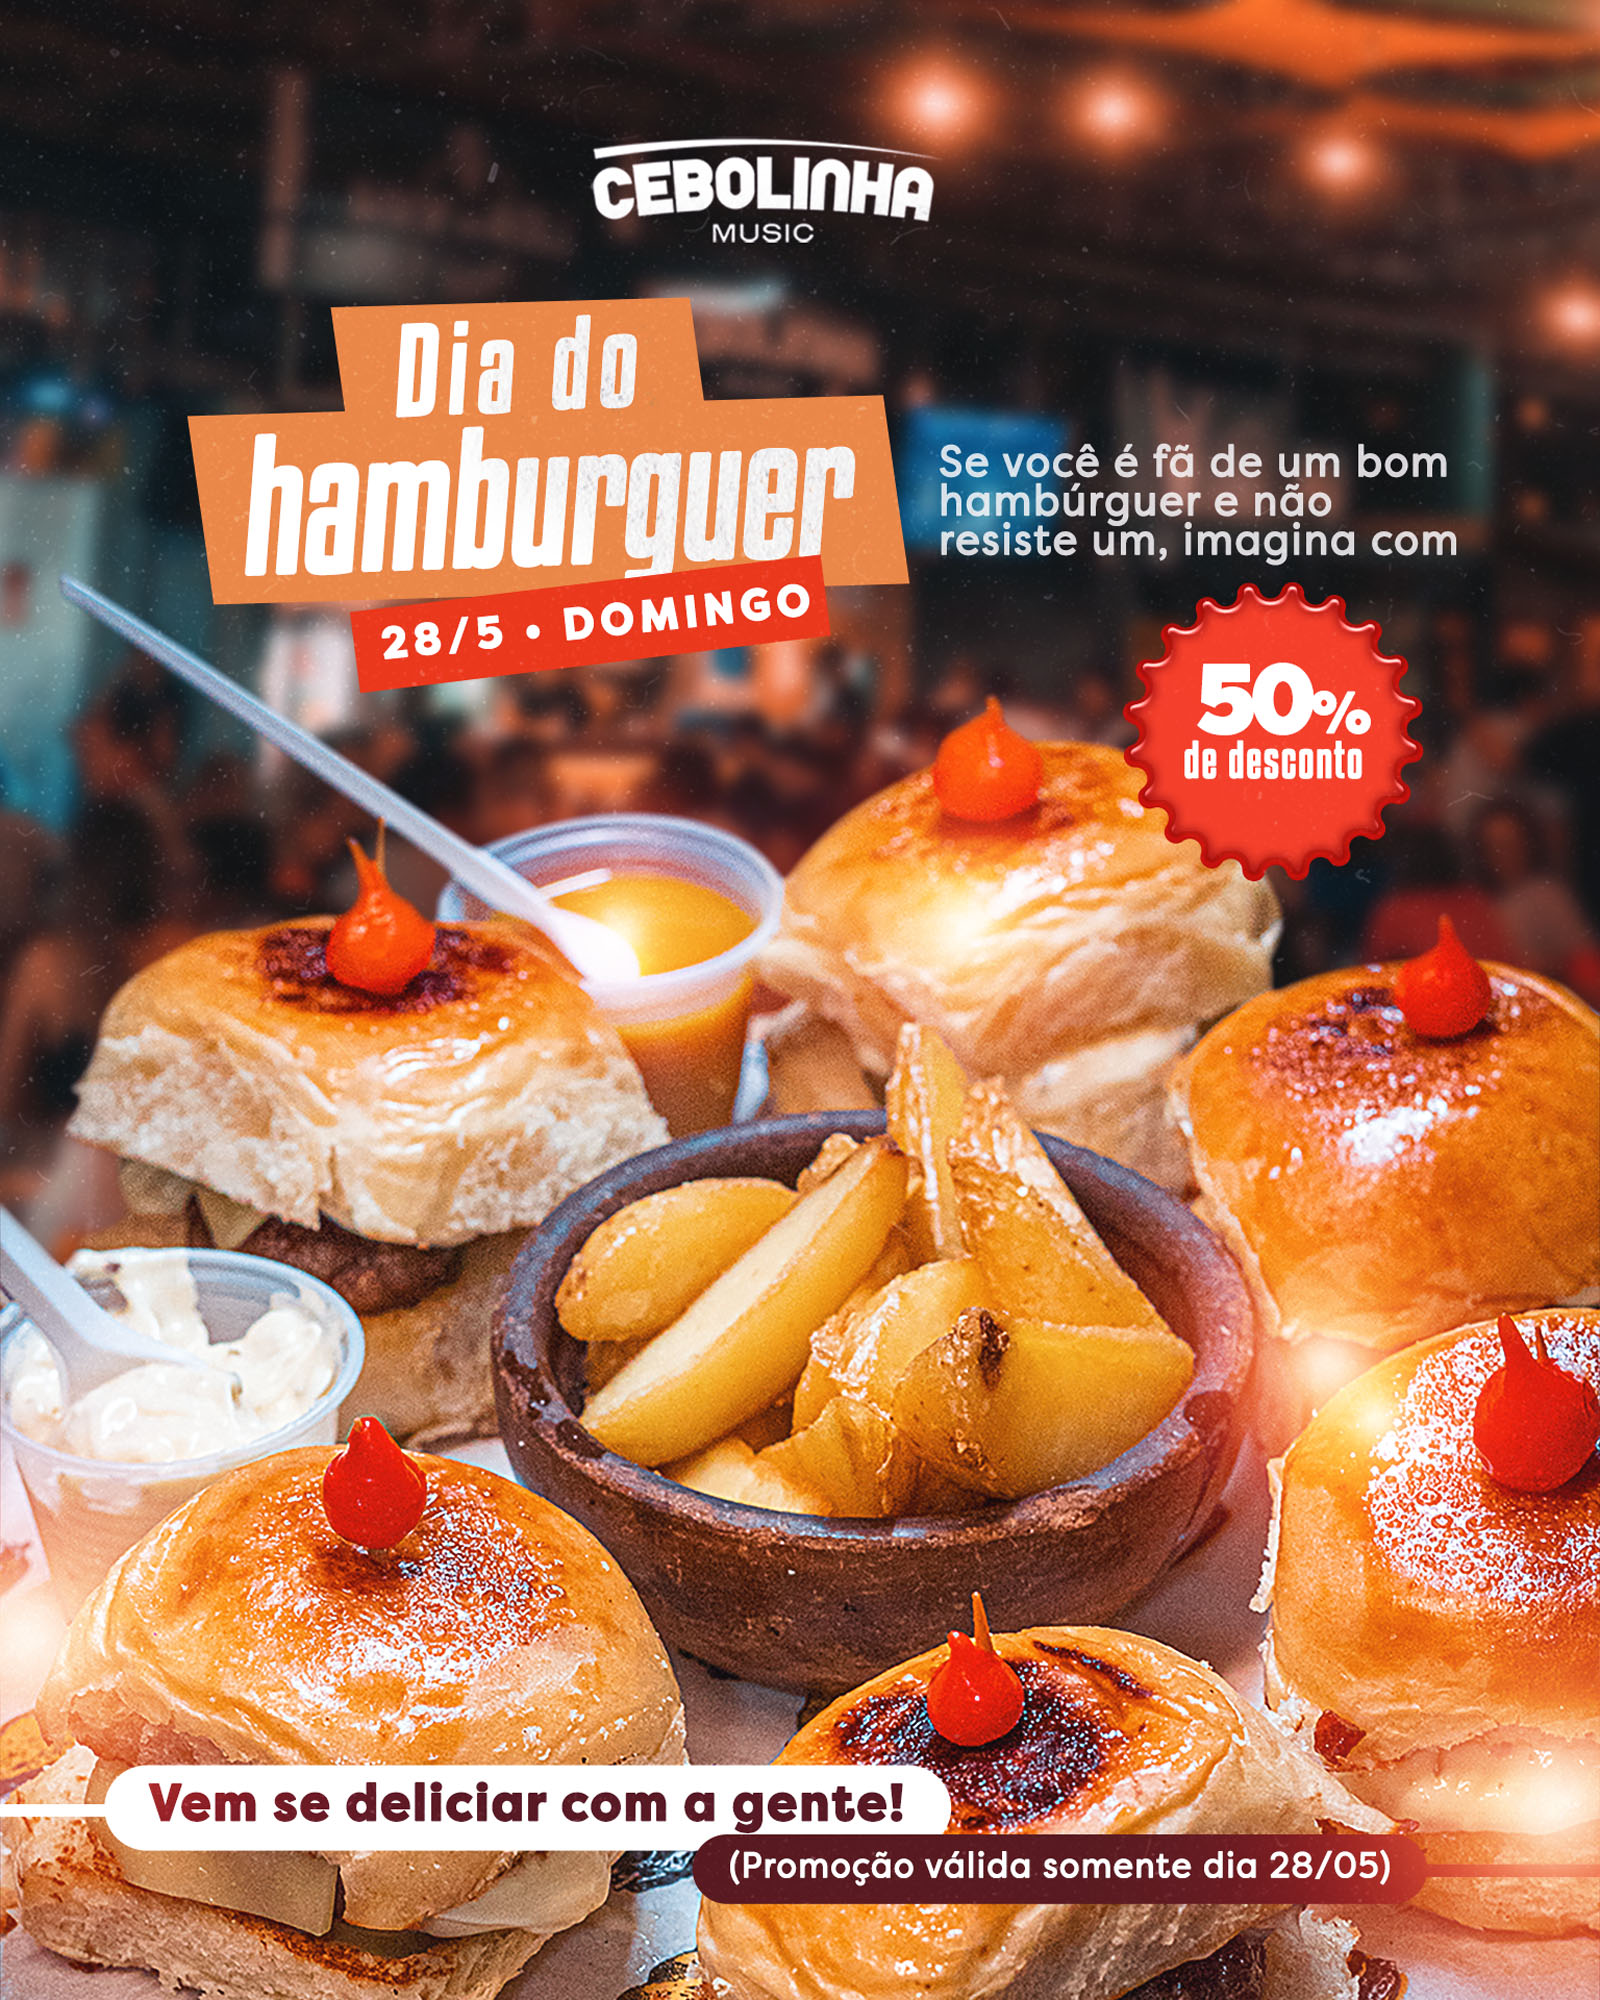 CEBOLINHA
MUSIC
Dia do
hamburguer
28/5 • DOMINGO
Se você é fã de um bom
hambúrguer e não
resiste um, imagina com
50%
de desconto
Vem se deliciar com a gente!
(Promoção válida somente dia 28/05)